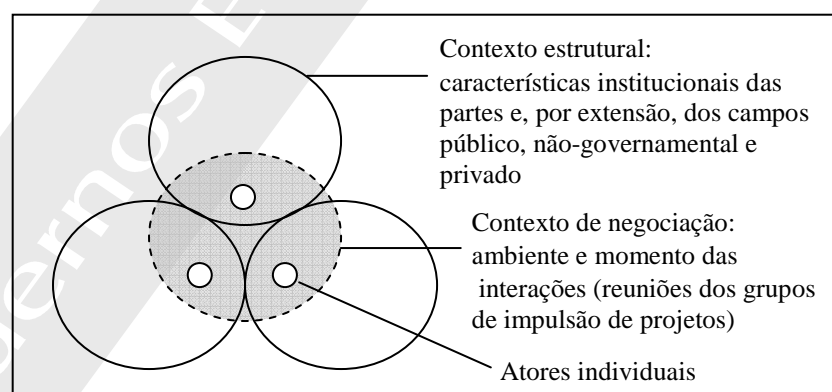 Contexto estrutural:
características institucionais das
partes e, por extensão, dos campos
público, não-governamental e
privado
Contexto de negociação:
ambiente e momento das
interações (reuniões dos grupos
de impulsão de projetos)
Atores individuais
ernos E